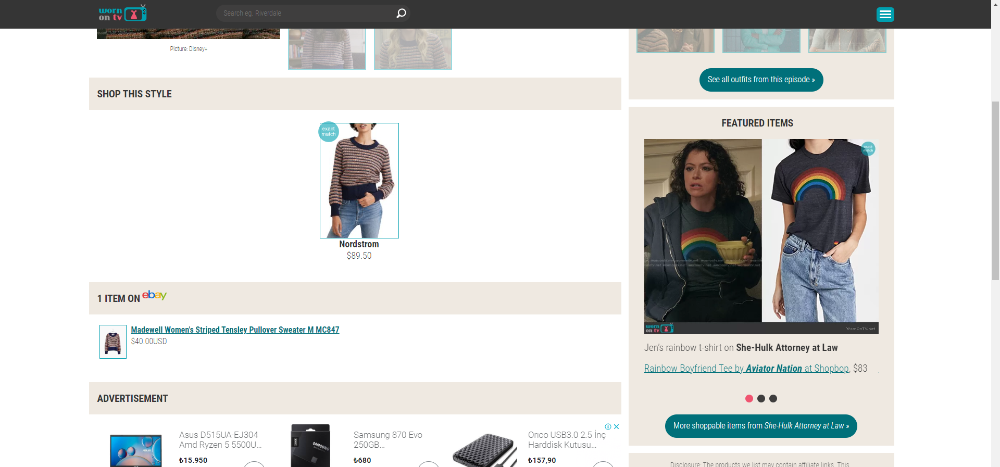 worn
on tv
Search eg. Riverdale
Picture: Disney+
See all outfits from this episode »
SHOP THIS STYLE
exact
match
Nordstrom
$89.50
1 ITEM ON ebay
Madewell Women's Striped Tensley Pullover Sweater M MC847
$40.00USD
ADVERTISEMENT
Asus D515UA-EJ304
Amd Ryzen 5 5500U...
₺15.950
SAMSUNG
Samsung 870 Evo
250GB...
₺680
Orico USB3.0 2.5 İnç
Harddisk Kutusu...
₺157,90
FEATURED ITEMS
exact
match
worn
on tv
WornOnTV.net
Jen’s rainbow t-shirt on She-Hulk Attorney at Law
Rainbow Boyfriend Tee by Aviator Nation at Shopbop, $83
More shoppable items from She-Hulk Attorney at Law »
Disclosure: The products we list may contain affiliate links. This